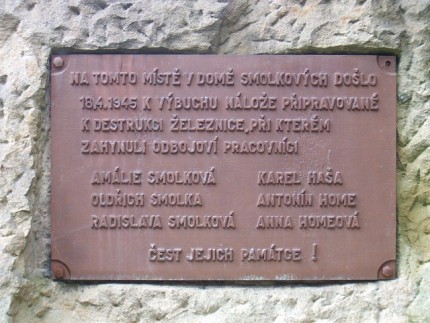 NA TOMTO MÍSTĚ V DOMĚ SMOLKOVÝCH DOŠLO
18.4.1945 K VÝBUCHU NÁLOŽE PŘIPRAVOVANÉ
K DESTRUKCI ŽELEZNICE, PŘI KTERÉM
ZAHYNULI ODBOJOVÍ PRACOVNÍCI
AMÁLIE SMOLKOVÁ KAREL HAŠA
OLDŘICH SMOLKA ANTONÍN HOME
RADISLAVA SMOLKOVÁ ANNA HOMEOVÁ
ČEST JEJICH PAMÁTCE !